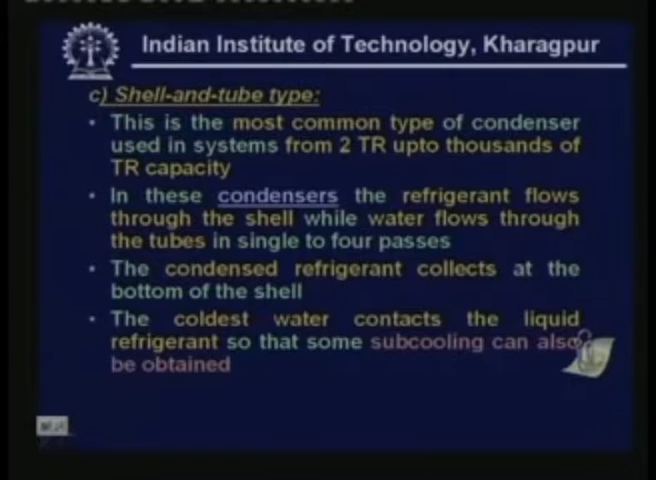 Indian Institute of Technology, Kharagpur
c) Shell-and-tube type:
• This is the most common type of condenser
used in systems from 2 TR upto thousands of
TR capacity
• In these condensers the refrigerant flows
through the shell while water flows through
the tubes in single to four passes
• The condensed refrigerant collects at the
bottom of the shell
• The coldest water contacts the liquid
refrigerant so that some subcooling can also
be obtained